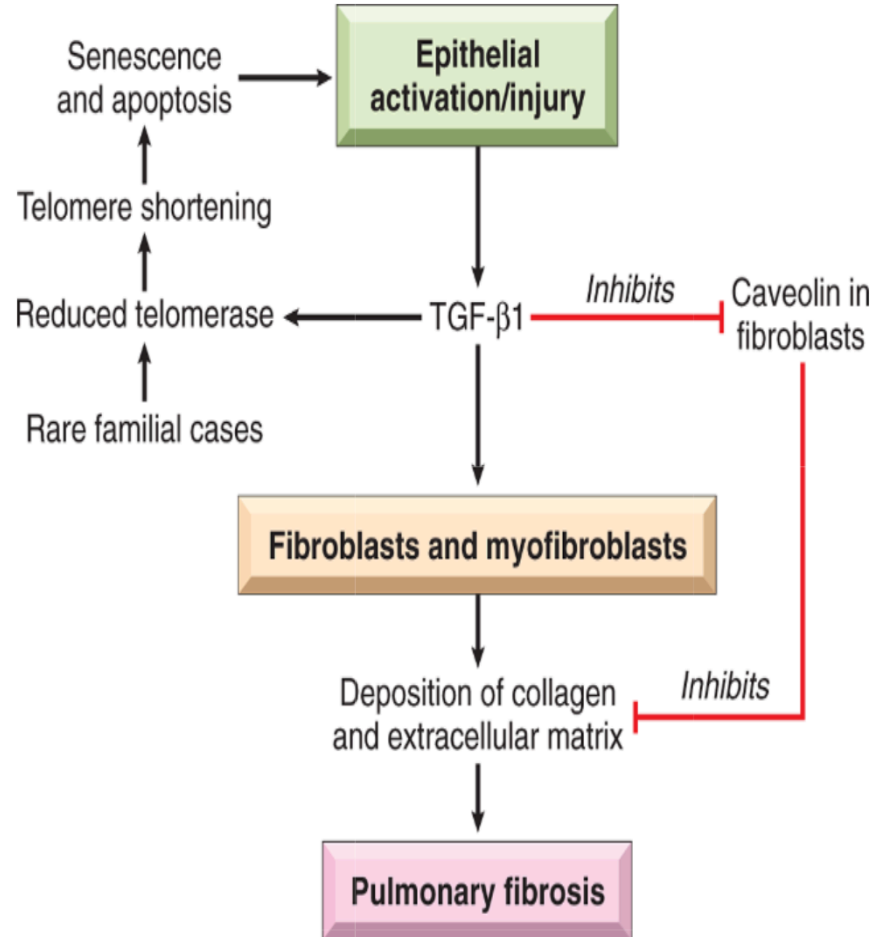 Epithelial
activation/injury
Senescence
and apoptosis
Telomere shortening
Reduced telomerase
TGF-β1
Inhibits
Caveolin in
fibroblasts
Rare familial cases
Fibroblasts and myofibroblasts
Deposition of collagen
and extracellular matrix
Inhibits
Pulmonary fibrosis